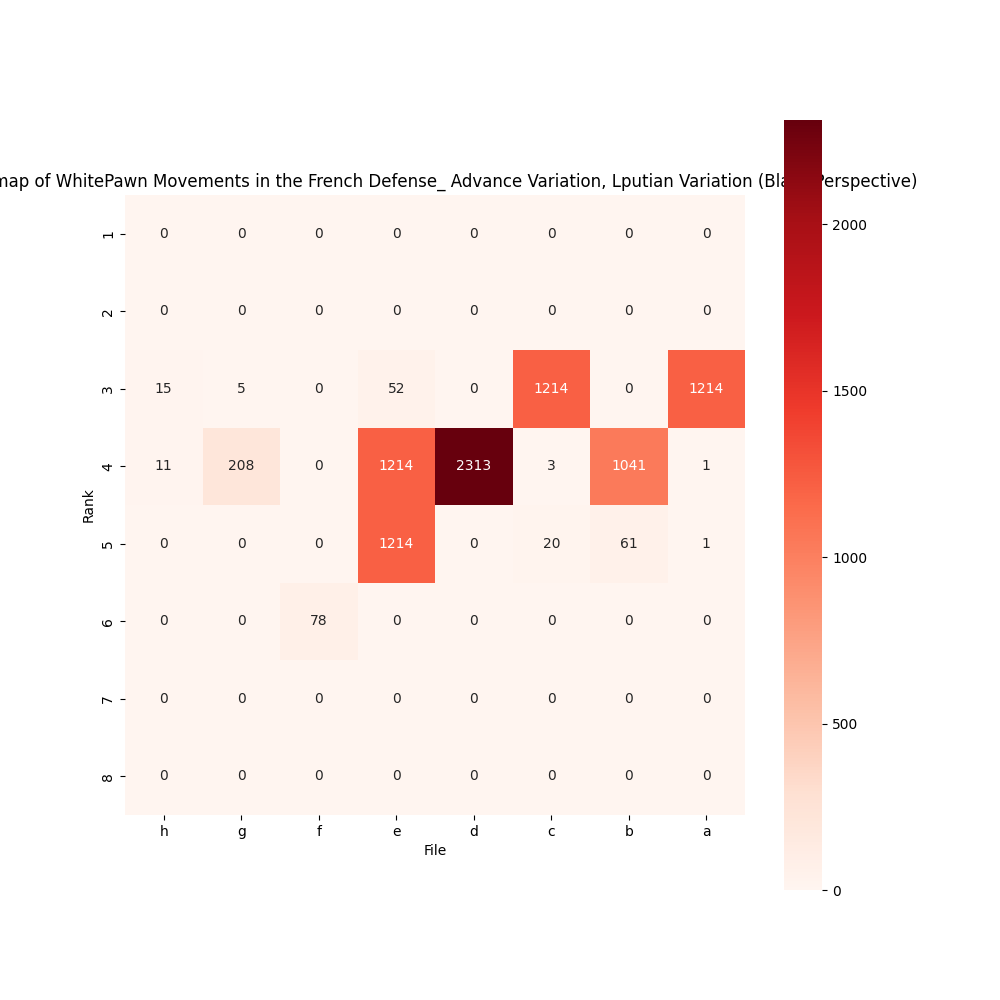 map of WhitePawn Movements in the French Defense_ Advance Variation, Lputian Variation (Black Perspective)
1 0 0 0 0 0 0 0 0
2 0 0 0 0 0 0 0 0
3 15 5 0 52 0 1214 0 1214
4 11 208 0 1214 2313 3 1041 1
5 0 0 0 1214 0 20 61 1
6 0 0 78 0 0 0 0 0
7 0 0 0 0 0 0 0 0
8 0 0 0 0 0 0 0 0
h g f e d c b a
Rank
File
2000
1500
1000
500
0